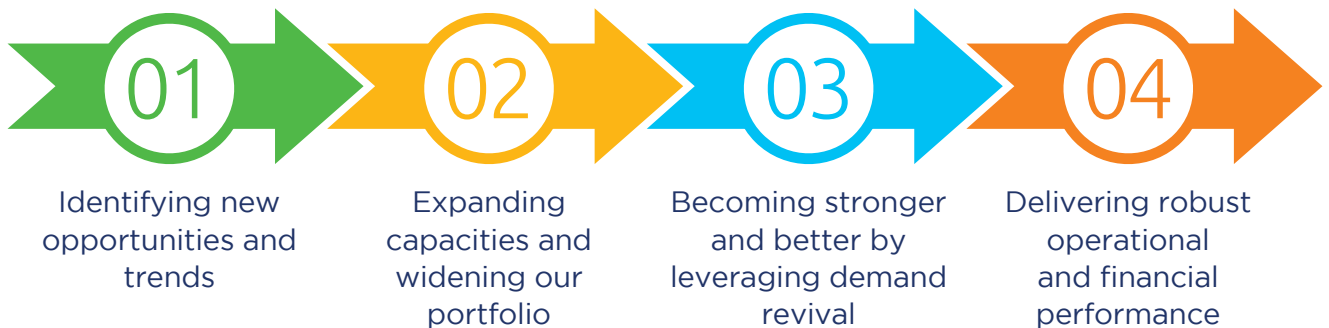 01
Identifying new
opportunities and
trends
02
Expanding
capacities and
widening our
portfolio
03
Becoming stronger
and better by
leveraging demand
revival
04
Delivering robust
operational
and financial
performance